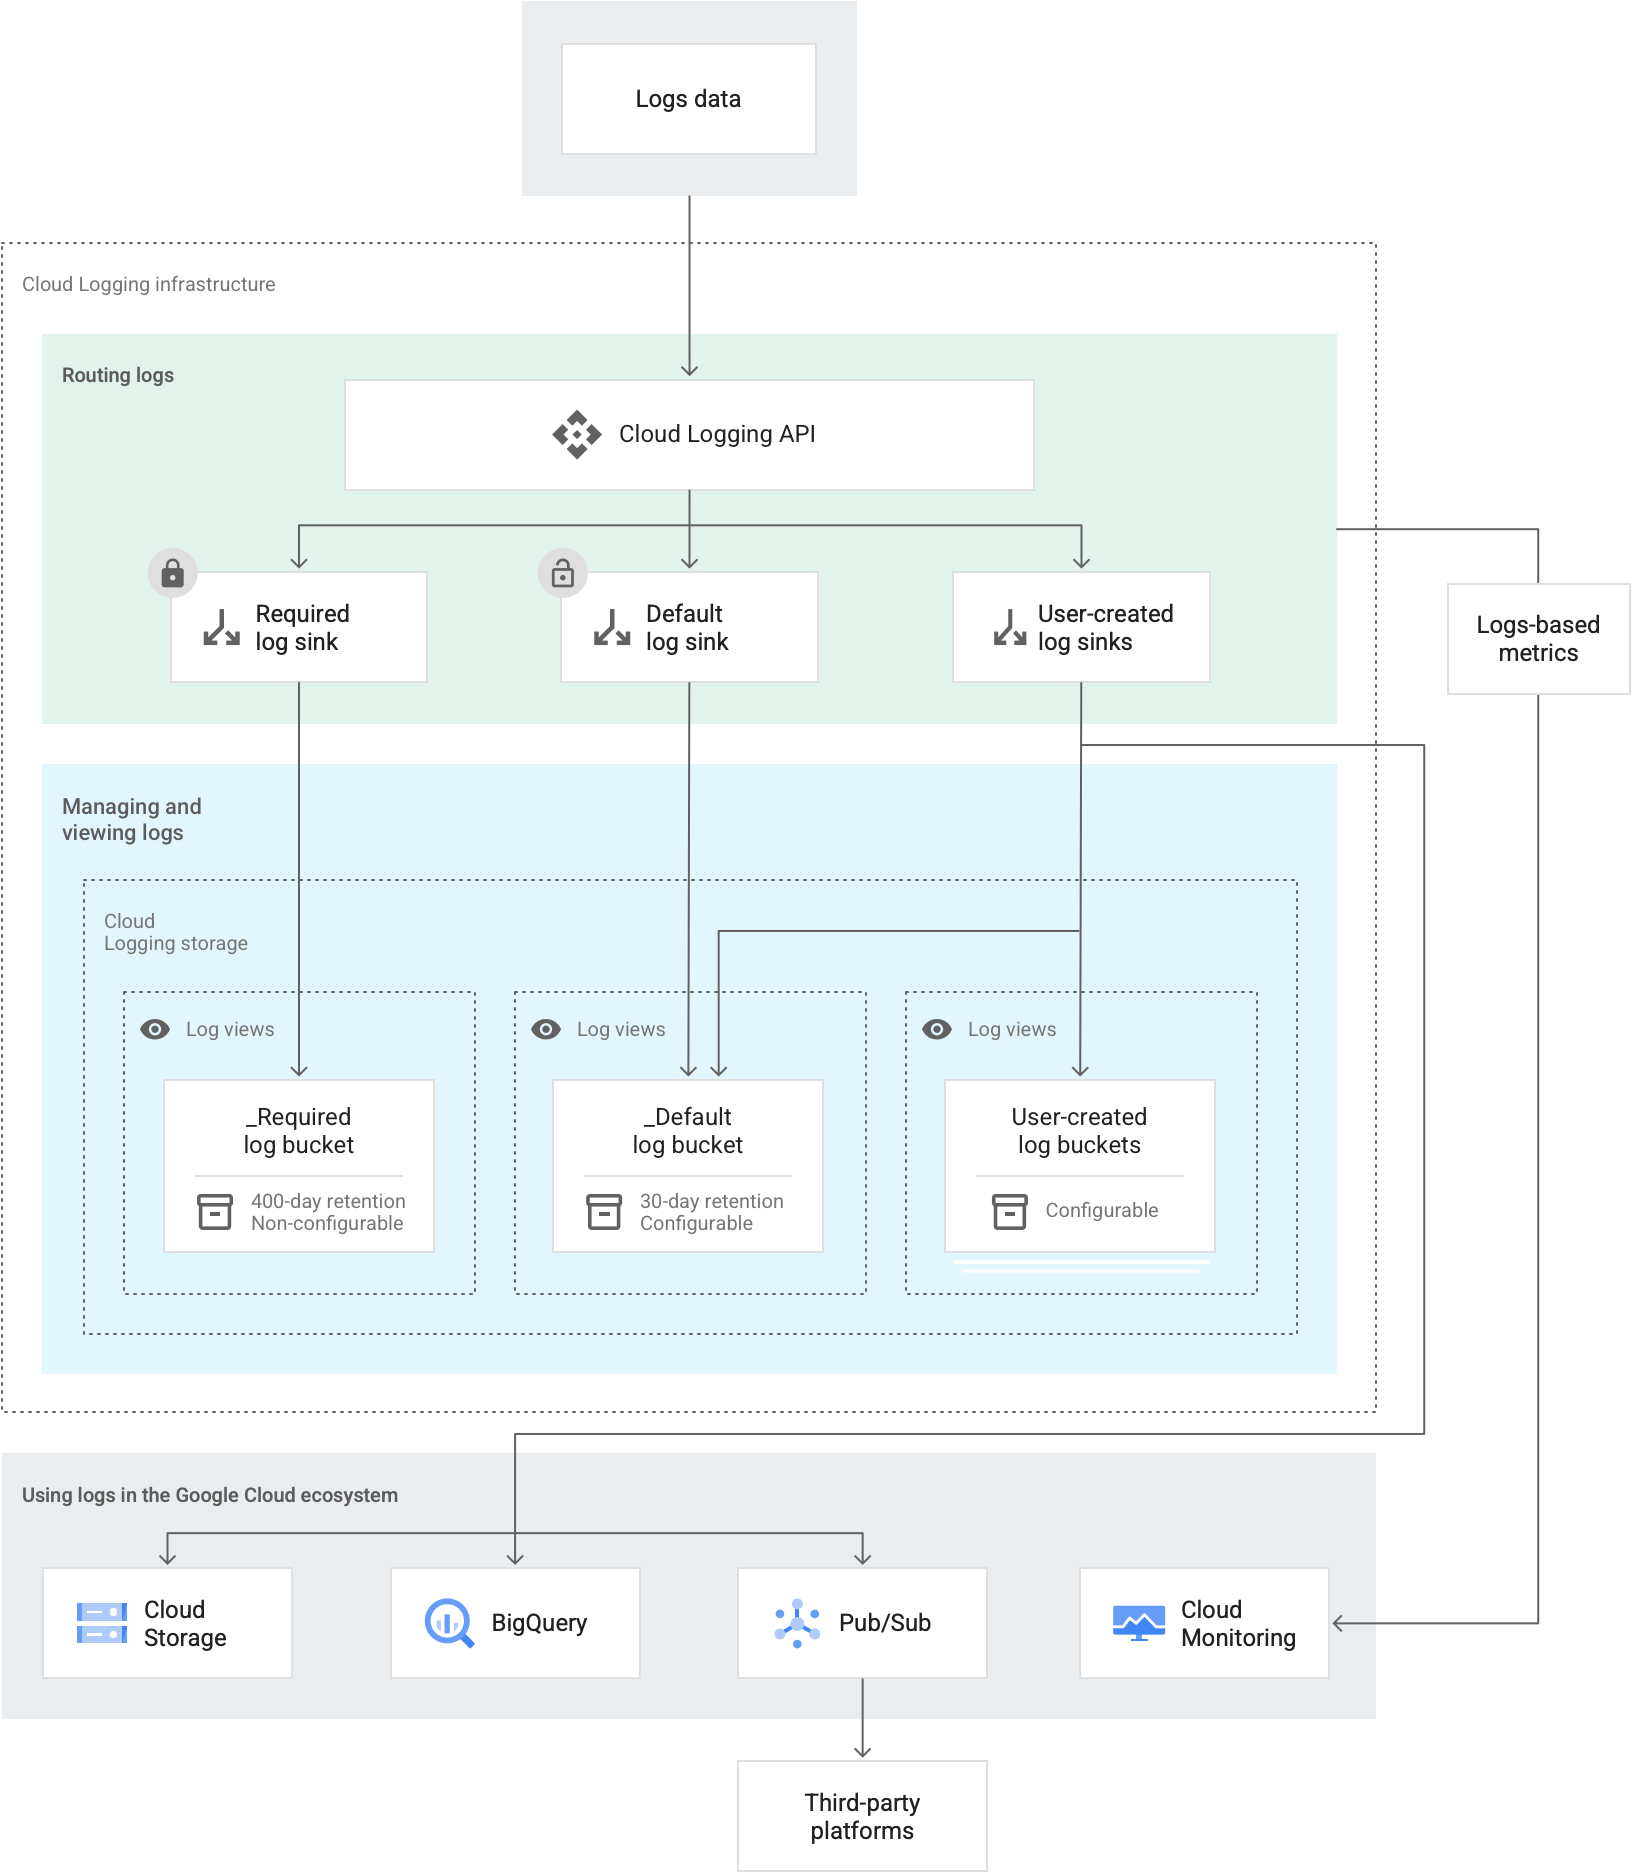 Logs data
Cloud Logging infrastructure
Routing logs
Cloud Logging API
Required
log sink
Default
log sink
User-created
log sinks
Logs-based
metrics
Managing and
viewing logs
Cloud
Logging storage
Log views
_Required
log bucket
400-day retention
Non-configurable
Log views
_Default
log bucket
30-day retention
Configurable
Log views
User-created
log buckets
Configurable
Using logs in the Google Cloud ecosystem
Cloud
Storage
BigQuery
Pub/Sub
Cloud
Monitoring
Third-party
platforms